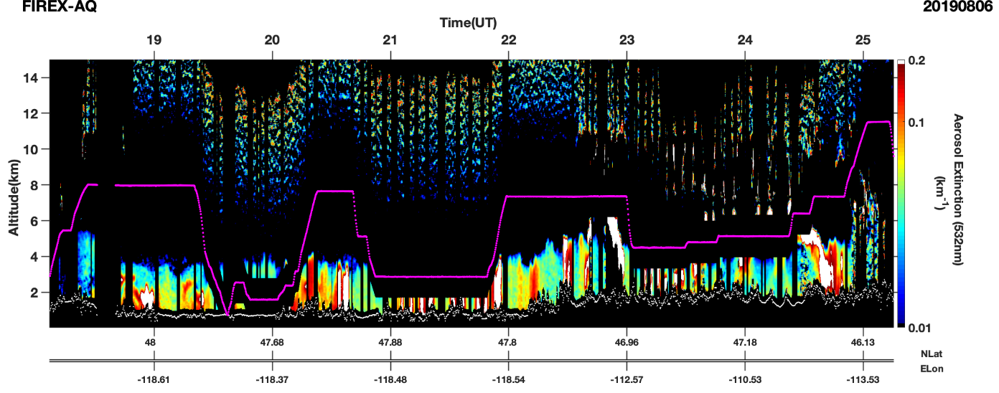 FIREX-AQ 20190806
Time(UT)
19 20 21 22 23 24 25
Altitude(km)
14
12
10
8
6
4
2
0.2
0.1
0.01
Aerosol Extinction (532nm)
(km-1)
48 47.68 47.88 47.8 46.96 47.18 46.13
NLat
ELon
-118.61 -118.37 -118.48 -118.54 -112.57 -110.53 -113.53